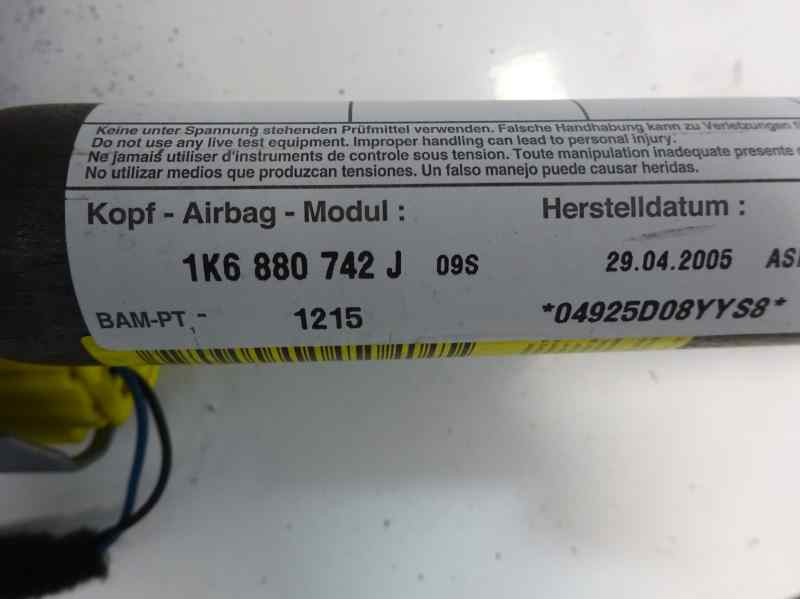 Keine unter Spannung stehenden Prüfmittel verwenden. Falsche Handhabung kann zu Verletzungen
Do not use any live test equipment. Improper handling can lead to personal injury.
Ne jamais utiliser d'instruments de controle sous tension. Toute manipulation inadequate presente
No utilizar medios que produzcan tensiones. Un falso manejo puede causar heridas.
Kopf - Airbag - Modul : Herstelldatum :
1K6 880 742 J 09S 29.04.2005
BAM-PT,- 1215 *04925D08YYS8*